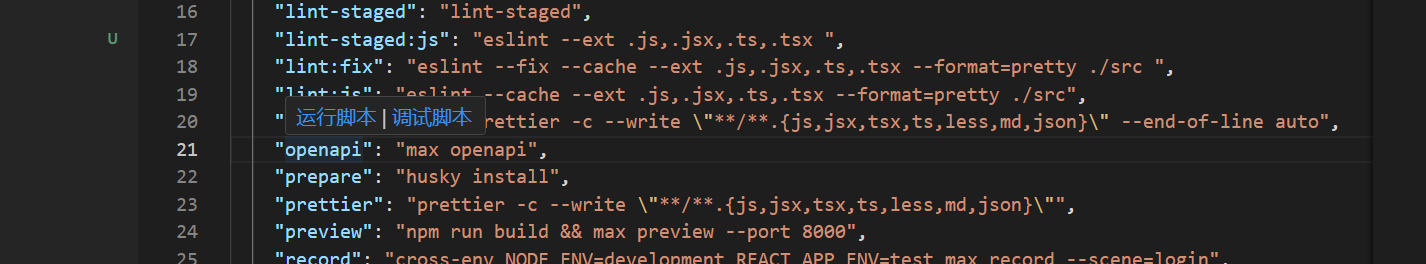 16 "lint-staged": "lint-staged",
U
17 "lint-staged:js": "eslint --ext .js,.jsx,.ts,.tsx ",
18 "lint:fix": "eslint --fix --cache --ext .js,.jsx,.ts,.tsx --format=pretty ./src ",
19 "lint:js": "eslint --cache --ext .js,.jsx,.ts,.tsx --format=pretty ./src",
运行脚本|调试脚本
20 "rettier -c --write \"**/**.{js,jsx,tsx,ts,less,md,json}\" --end-of-line auto",
21 "openapi": "max openapi",
22 "prepare": "husky install",
23 "prettier": "prettier -c --write \"**/**.{js,jsx,tsx,ts,less,md,json}\"",
24 "preview": "npm run build && max preview --port 8000",
25 "record": "cross-env NODE_ENV=development REACT_APP_ENV=test max record --scene=login",